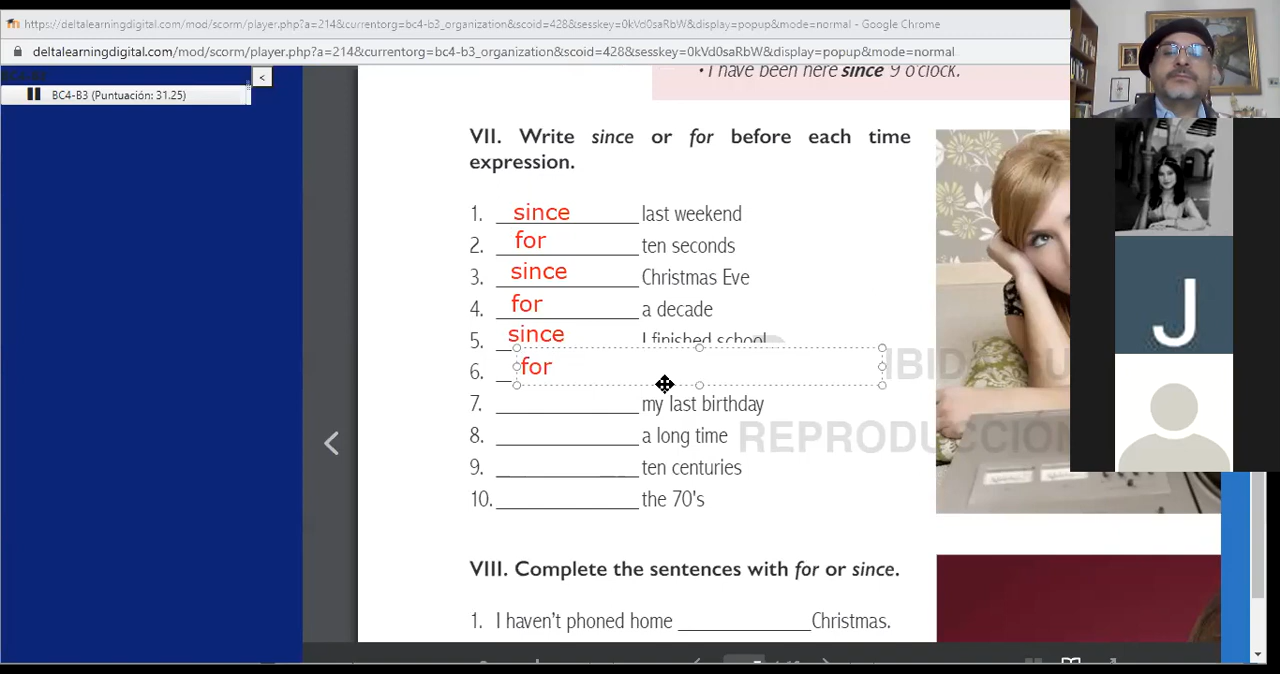 https://deltalearningdigital.com/mod/scorm/player.php?a=214&currentorg=bc4-b3_organization&scoid=428&sesskey=0kVd0saRbW&display=popup&mode=normal - Google Chrome
deltalearningdigital.com/mod/scorm/player.php?a=214&currentorg=bc4-b3_organization&scoid=428&sesskey=0kVd0saRbW&display=popup&mode=normal
BC4-B3
<
BC4-B3 (Puntuación: 31.25)
• I have been here since 9 o'clock.
VII. Write since or for before each time
expression.
1. since last weekend
2. for ten seconds
3. since Christmas Eve
4. for a decade
5. since I finished school
6. for
7. my last birthday
8. a long time
9. ten centuries
10. the 70's
REPRODUCCION
J
VIII. Complete the sentences with for or since.
1. I haven't phoned home ____________Christmas.